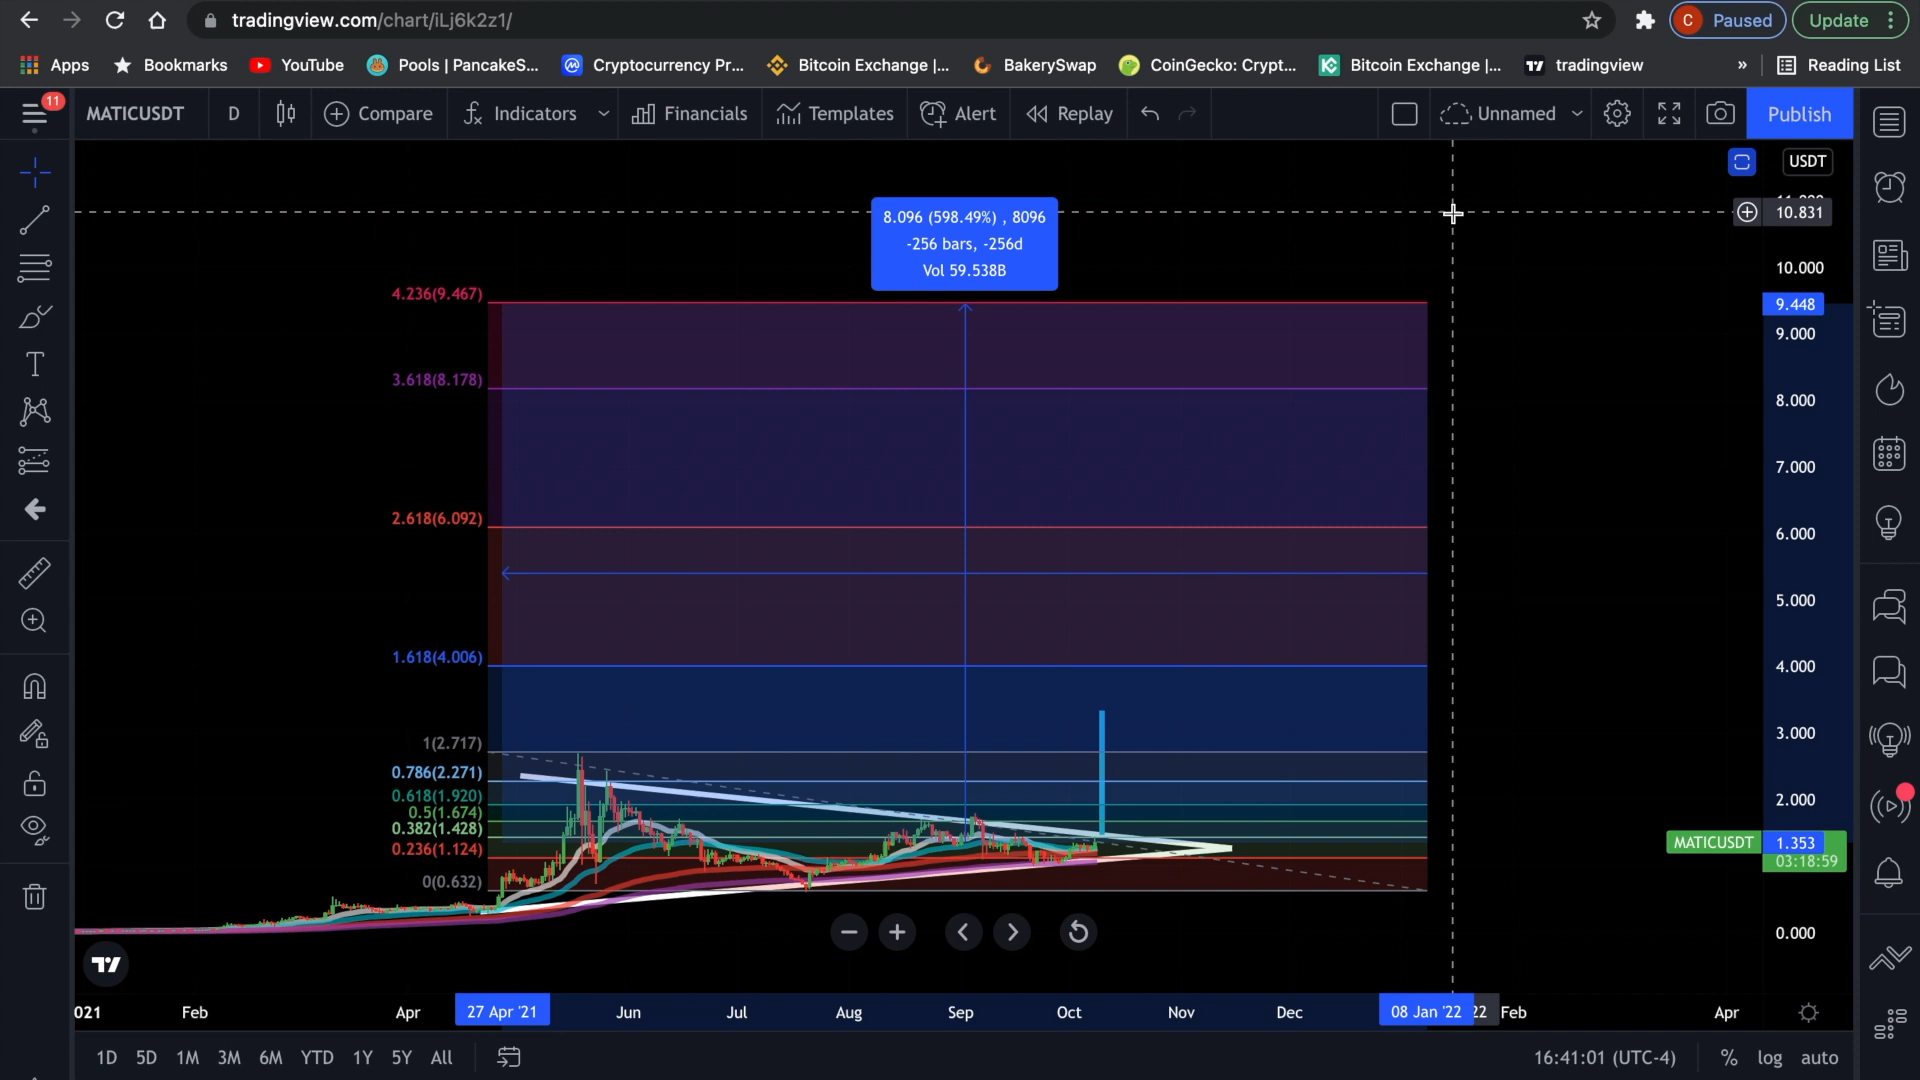 tradingview.com/chart/iLj6k2z1/
C Paused
Update
Apps
Bookmarks
YouTube
Pools | PancakeS...
Cryptocurrency Pr...
Bitcoin Exchange |...
BakerySwap
CoinGecko: Crypt...
Bitcoin Exchange |...
tradingview
»
Reading List
11
MATICUSDT
D
Compare
Indicators
Financials
Templates
Alert
Replay
Unnamed
Publish
USDT
10.831
10.000
9.448
9.000
8.000
7.000
6.000
5.000
4.000
3.000
2.000
MATICUSDT 1.353
03:18:59
0.000
8.096 (598.49%) , 8096
-256 bars, -256d
Vol 59.538B
4.236(9.467)
3.618(8.178)
2.618(6.092)
1.618(4.006)
1(2.717)
0.786(2.271)
0.618(1.920)
0.5(1.674)
0.382(1.428)
0.236(1.124)
0(0.632)
021 Feb Apr 27 Apr '21 Jun Jul Aug Sep Oct Nov Dec 08 Jan '22 22 Feb Apr
1D 5D 1M 3M 6M YTD 1Y 5Y All
16:41:01 (UTC-4) % log auto